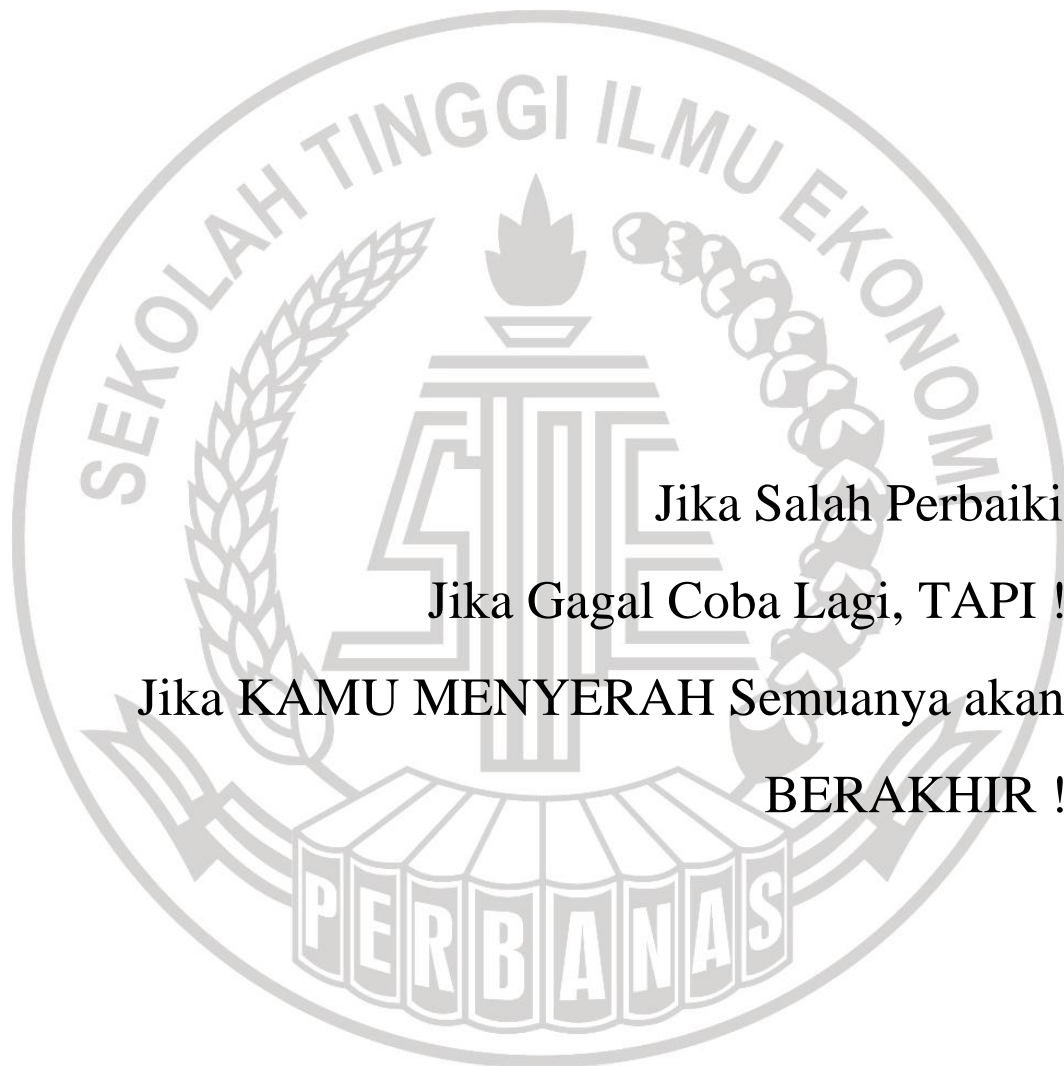 SEKOLAH TINGGI ILMU EKONOMI
Jika Salah Perbaiki
Jika Gagal Coba Lagi, TAPI !
Jika KAMU MENYERAH Semuanya akan
BERAKHIR !
PERBANAS